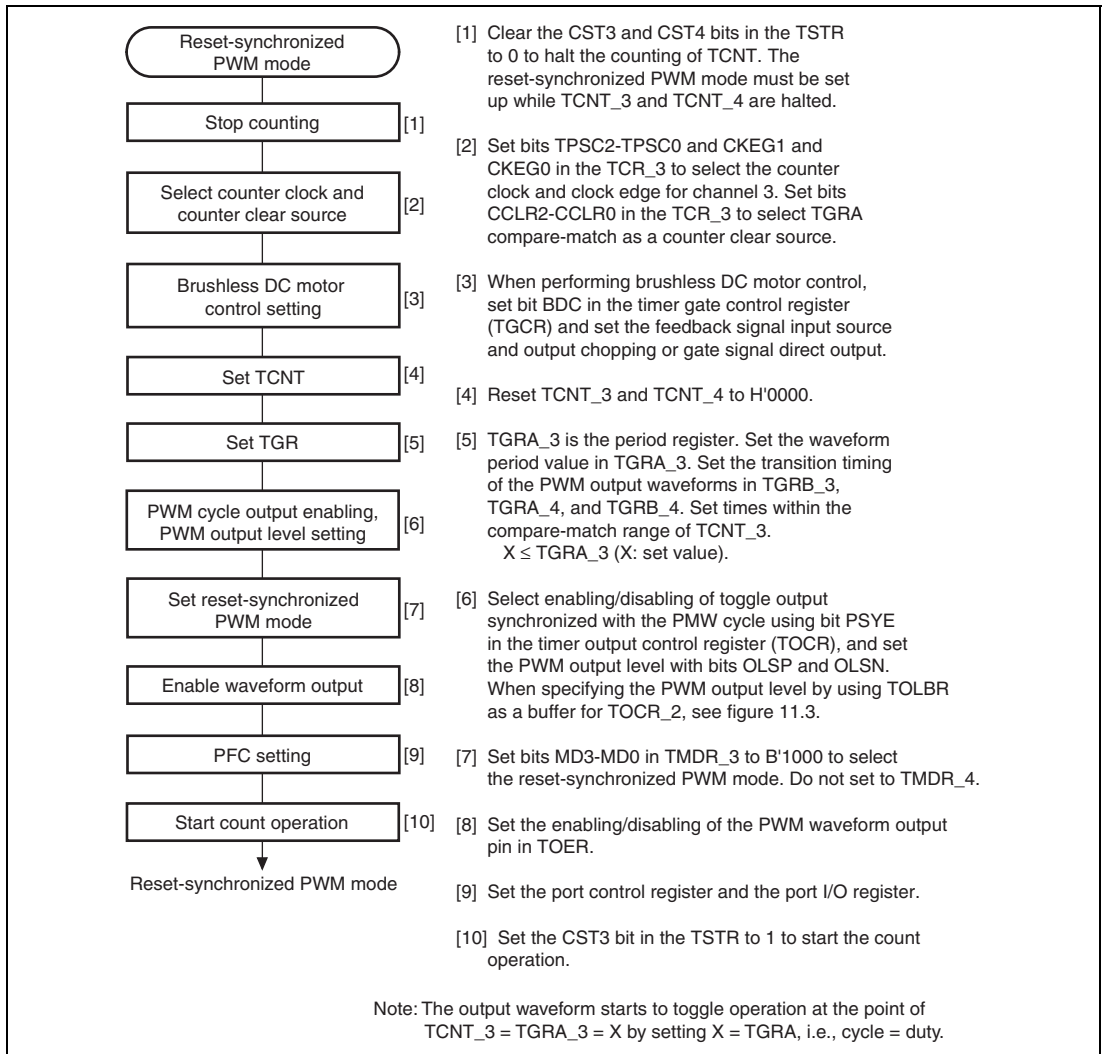 Reset-synchronized
PWM mode
Stop counting
[1]
Select counter clock and
counter clear source
[2]
Brushless DC motor
control setting
[3]
Set TCNT
[4]
Set TGR
[5]
PWM cycle output enabling,
PWM output level setting
[6]
Set reset-synchronized
PWM mode
[7]
Enable waveform output
[8]
PFC setting
[9]
Start count operation
[10]
Reset-synchronized PWM mode
[1] Clear the CST3 and CST4 bits in the TSTR
to 0 to halt the counting of TCNT. The
reset-synchronized PWM mode must be set
up while TCNT_3 and TCNT_4 are halted.
[2] Set bits TPSC2-TPSC0 and CKEG1 and
CKEG0 in the TCR_3 to select the counter
clock and clock edge for channel 3. Set bits
CCLR2-CCLR0 in the TCR_3 to select TGRA
compare-match as a counter clear source.
[3] When performing brushless DC motor control,
set bit BDC in the timer gate control register
(TGCR) and set the feedback signal input source
and output chopping or gate signal direct output.
[4] Reset TCNT_3 and TCNT_4 to H'0000.
[5] TGRA_3 is the period register. Set the waveform
period value in TGRA_3. Set the transition timing
of the PWM output waveforms in TGRB_3,
TGRA_4, and TGRB_4. Set times within the
compare-match range of TCNT_3.
X ≤ TGRA_3 (X: set value).
[6] Select enabling/disabling of toggle output
synchronized with the PMW cycle using bit PSYE
in the timer output control register (TOCR), and set
the PWM output level with bits OLSP and OLSN.
When specifying the PWM output level by using TOLBR
as a buffer for TOCR_2, see figure 11.3.
[7] Set bits MD3-MD0 in TMDR_3 to B'1000 to select
the reset-synchronized PWM mode. Do not set to TMDR_4.
[8] Set the enabling/disabling of the PWM waveform output
pin in TOER.
[9] Set the port control register and the port I/O register.
[10] Set the CST3 bit in the TSTR to 1 to start the count
operation.
Note: The output waveform starts to toggle operation at the point of
TCNT_3 = TGRA_3 = X by setting X = TGRA, i.e., cycle = duty.